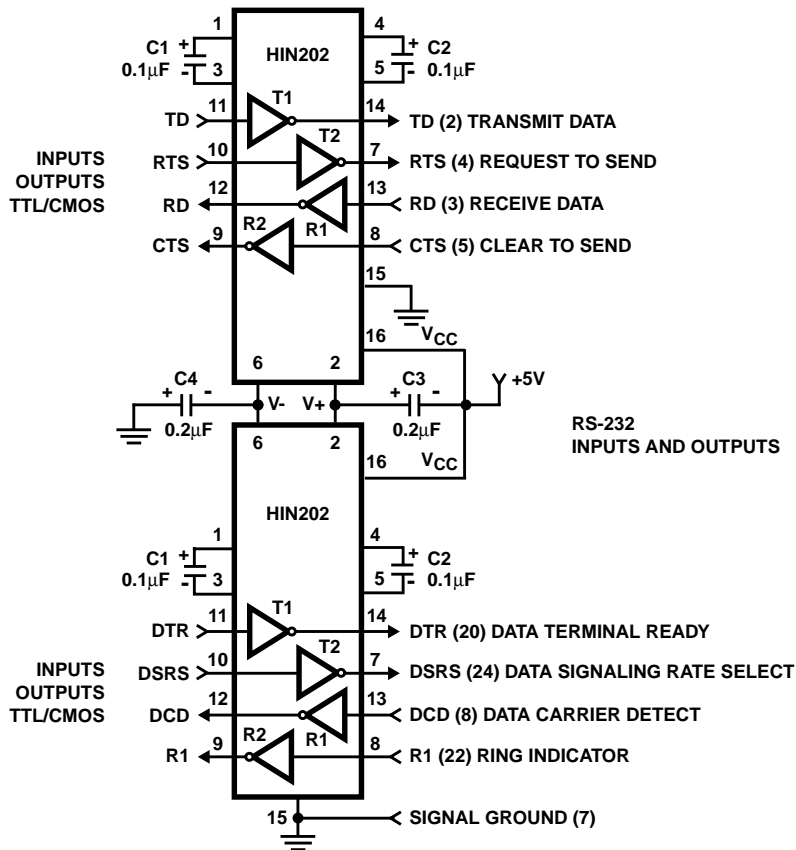 1
4
HIN202
C1 + -
0.1μF
+ C2 -
0.1μF
3
5
T1
TD 11
14 TD (2) TRANSMIT DATA
T2
INPUTS
OUTPUTS
TTL/CMOS
RTS 10
7 RTS (4) REQUEST TO SEND
RD 12
13 RD (3) RECEIVE DATA
R2
R1
CTS 9
8 CTS (5) CLEAR TO SEND
15
16 VCC
6
2
C4
+ -
0.2μF
V-
V+
C3
+ -
0.2μF
+5V
RS-232
INPUTS AND OUTPUTS
6
2
16 VCC
HIN202
1
4
C1 + -
0.1μF
+ C2 -
0.1μF
3
5
T1
DTR 11
14 DTR (20) DATA TERMINAL READY
T2
INPUTS
OUTPUTS
TTL/CMOS
DSRS 10
7 DSRS (24) DATA SIGNALING RATE SELECT
DCD 12
13 DCD (8) DATA CARRIER DETECT
R2
R1
R1 9
8 R1 (22) RING INDICATOR
15
SIGNAL GROUND (7)